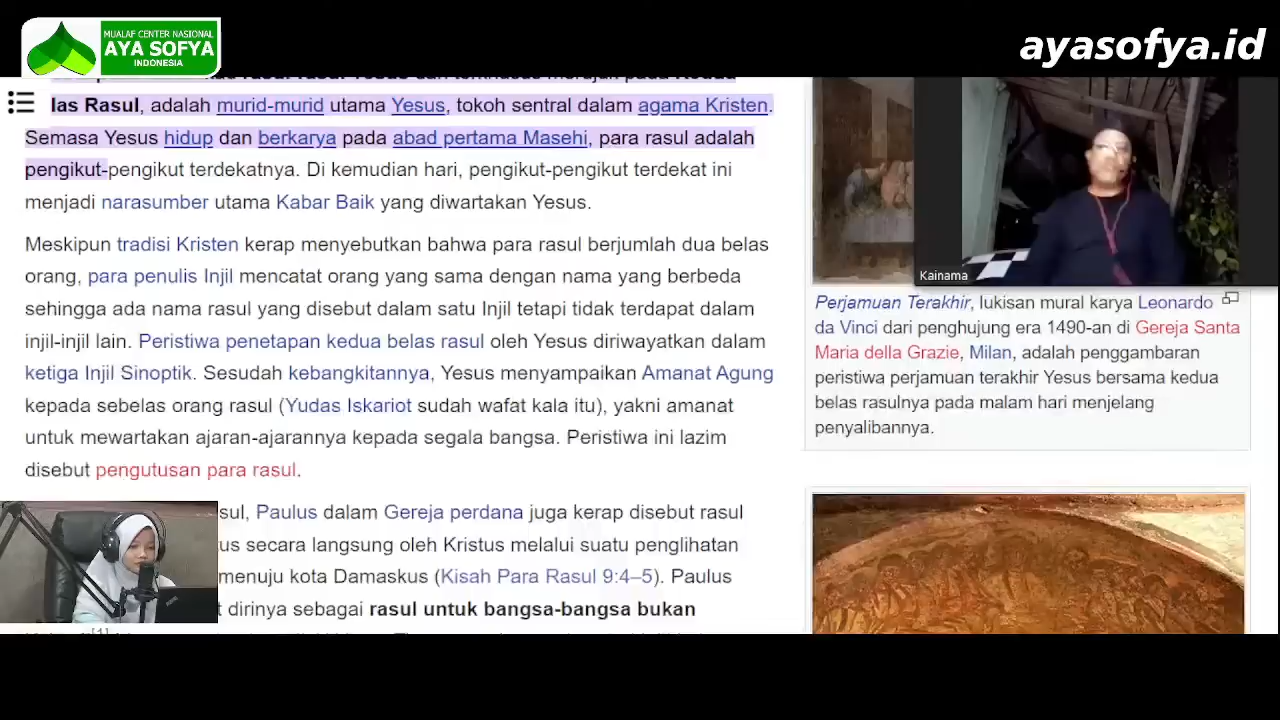 MUALAF CENTER NASIONAL
AYA SOFYA
INDONESIA
ayasofya.id
las Rasul, adalah murid-murid utama Yesus, tokoh sentral dalam agama Kristen.
Semasa Yesus hidup dan berkarya pada abad pertama Masehi, para rasul adalah
pengikut-pengikut terdekatnya. Di kemudian hari, pengikut-pengikut terdekat ini
menjadi narasumber utama Kabar Baik yang diwartakan Yesus.
Meskipun tradisi Kristen kerap menyebutkan bahwa para rasul berjumlah dua belas
orang, para penulis Injil mencatat orang yang sama dengan nama yang berbeda
sehingga ada nama rasul yang disebut dalam satu Injil tetapi tidak terdapat dalam
injil-injil lain. Peristiwa penetapan kedua belas rasul oleh Yesus diriwayatkan dalam
ketiga Injil Sinoptik. Sesudah kebangkitannya, Yesus menyampaikan Amanat Agung
kepada sebelas orang rasul (Yudas Iskariot sudah wafat kala itu), yakni amanat
untuk mewartakan ajaran-ajarannya kepada segala bangsa. Peristiwa ini lazim
disebut pengutusan para rasul.
sul, Paulus dalam Gereja perdana juga kerap disebut rasul
us secara langsung oleh Kristus melalui suatu penglihatan
menuju kota Damaskus (Kisah Para Rasul 9:4–5). Paulus
t dirinya sebagai rasul untuk bangsa-bangsa bukan
Kainama
Perjamuan Terakhir, lukisan mural karya Leonardo
da Vinci dari penghujung era 1490-an di Gereja Santa
Maria della Grazie, Milan, adalah penggambaran
peristiwa perjamuan terakhir Yesus bersama kedua
belas rasulnya pada malam hari menjelang
penyalibannya.